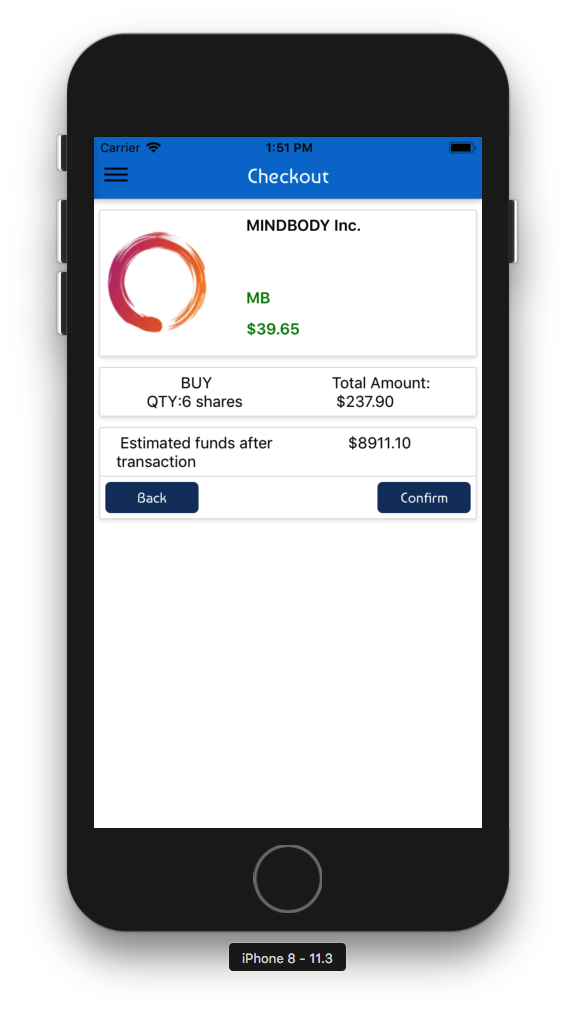 Carrier 1:51 PM
Checkout
MINDBODY Inc.
MB
$39.65
BUY Total Amount:
QTY:6 shares $237.90
Estimated funds after $8911.10
transaction
Back Confirm
iPhone 8 - 11.3